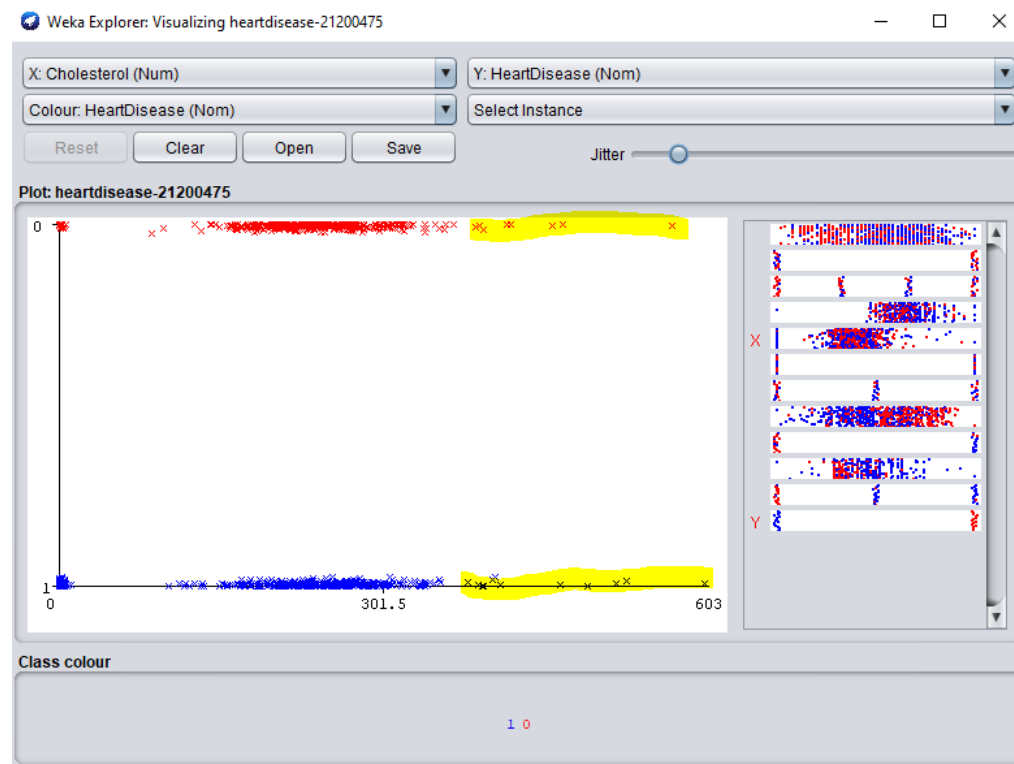 Weka Explorer: Visualizing heartdisease-21200475
X: Cholesterol (Num) Y: HeartDisease (Nom)
Colour: HeartDisease (Nom) Select Instance
Reset Clear Open Save Jitter
Plot: heartdisease-21200475
0
X
Y
1
0 301.5 603
Class colour
1 0